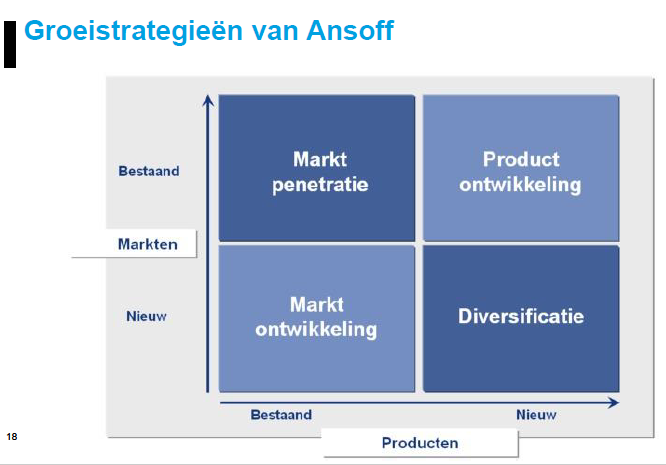 Groeistrategieën van Ansoff
Bestaand
Markt
penetratie
Product
ontwikkeling
Markten
Nieuw
Markt
ontwikkeling
Diversificatie
Bestaand
Nieuw
18
Producten